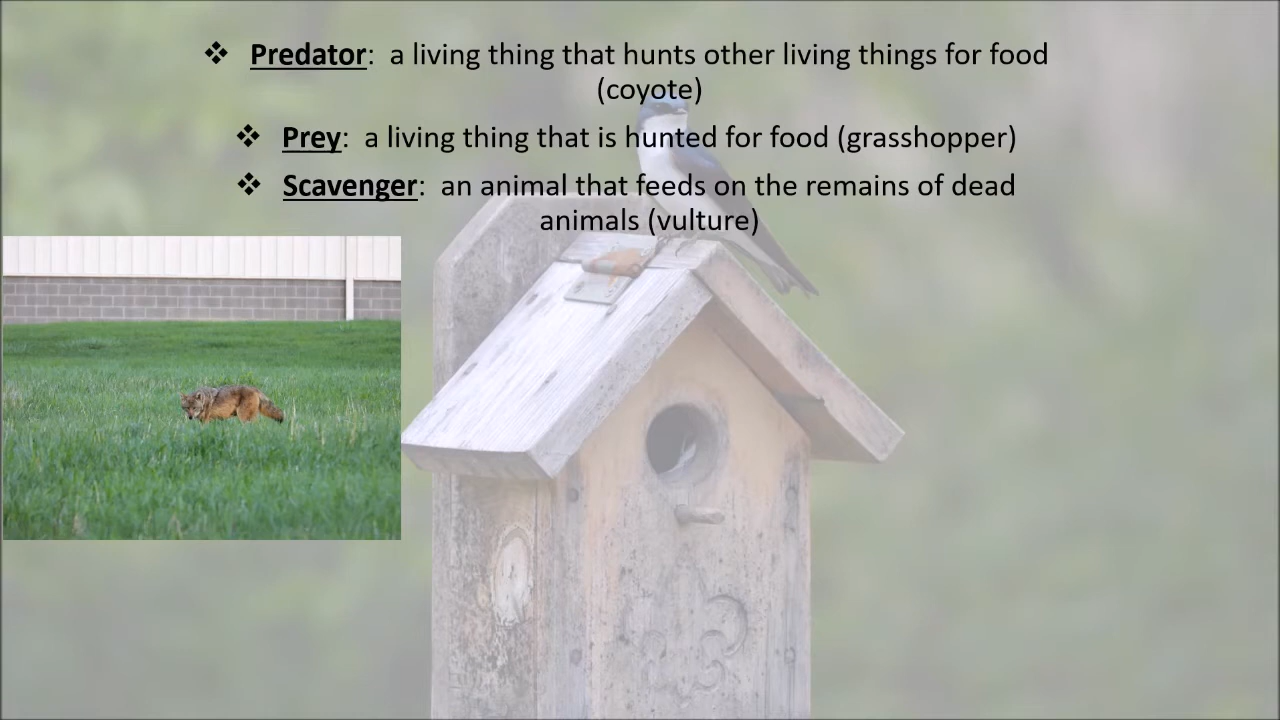 ❖ Predator: a living thing that hunts other living things for food
(coyote)
❖ Prey: a living thing that is hunted for food (grasshopper)
❖ Scavenger: an animal that feeds on the remains of dead
animals (vulture)